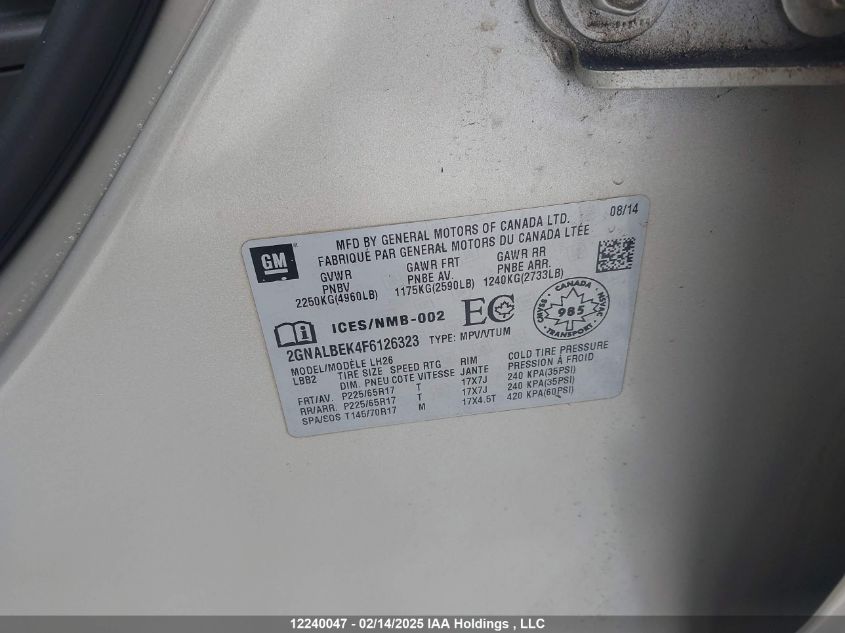 08/14
MFD BY GENERAL MOTORS OF CANADA LTD.
FABRIQUÉ PAR GENERAL MOTORS DU CANADA LTÉE
GM
GVWR GAWR FRT GAWR RR
PNBV PNBE AV. PNBE ARR.
2250KG(4960LB) 1175KG(2590LB) 1240KG(2733LB)
ICES/NMB-002 EC
CANADA
985
TRANSPORT
2GNALBEK4F6126323 TYPE: MPV/VTUM
MODEL/MODÈLE LH26 COLD TIRE PRESSURE
LBB2 TIRE SIZE SPEED RTG RIM PRESSION À FROID
DIM. PNEU COTE VITESSE JANTE
FRT/AV. P225/65R17 T 17X7J 240 KPA(35PSI)
RR/ARR. P225/65R17 T 17X7J 240 KPA(35PSI)
SPA/SOS T145/70R17 M 17X4.5T 420 KPA(60PSI)
12240047 - 02/14/2025 IAA Holdings , LLC